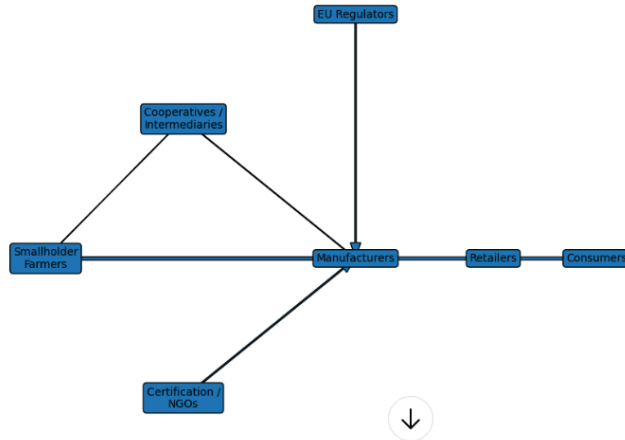 EU Regulators
Cooperatives /
Intermediaries
Smallholder
Farmers
Manufacturers
Retailers
Consumers
Certification /
NGOs